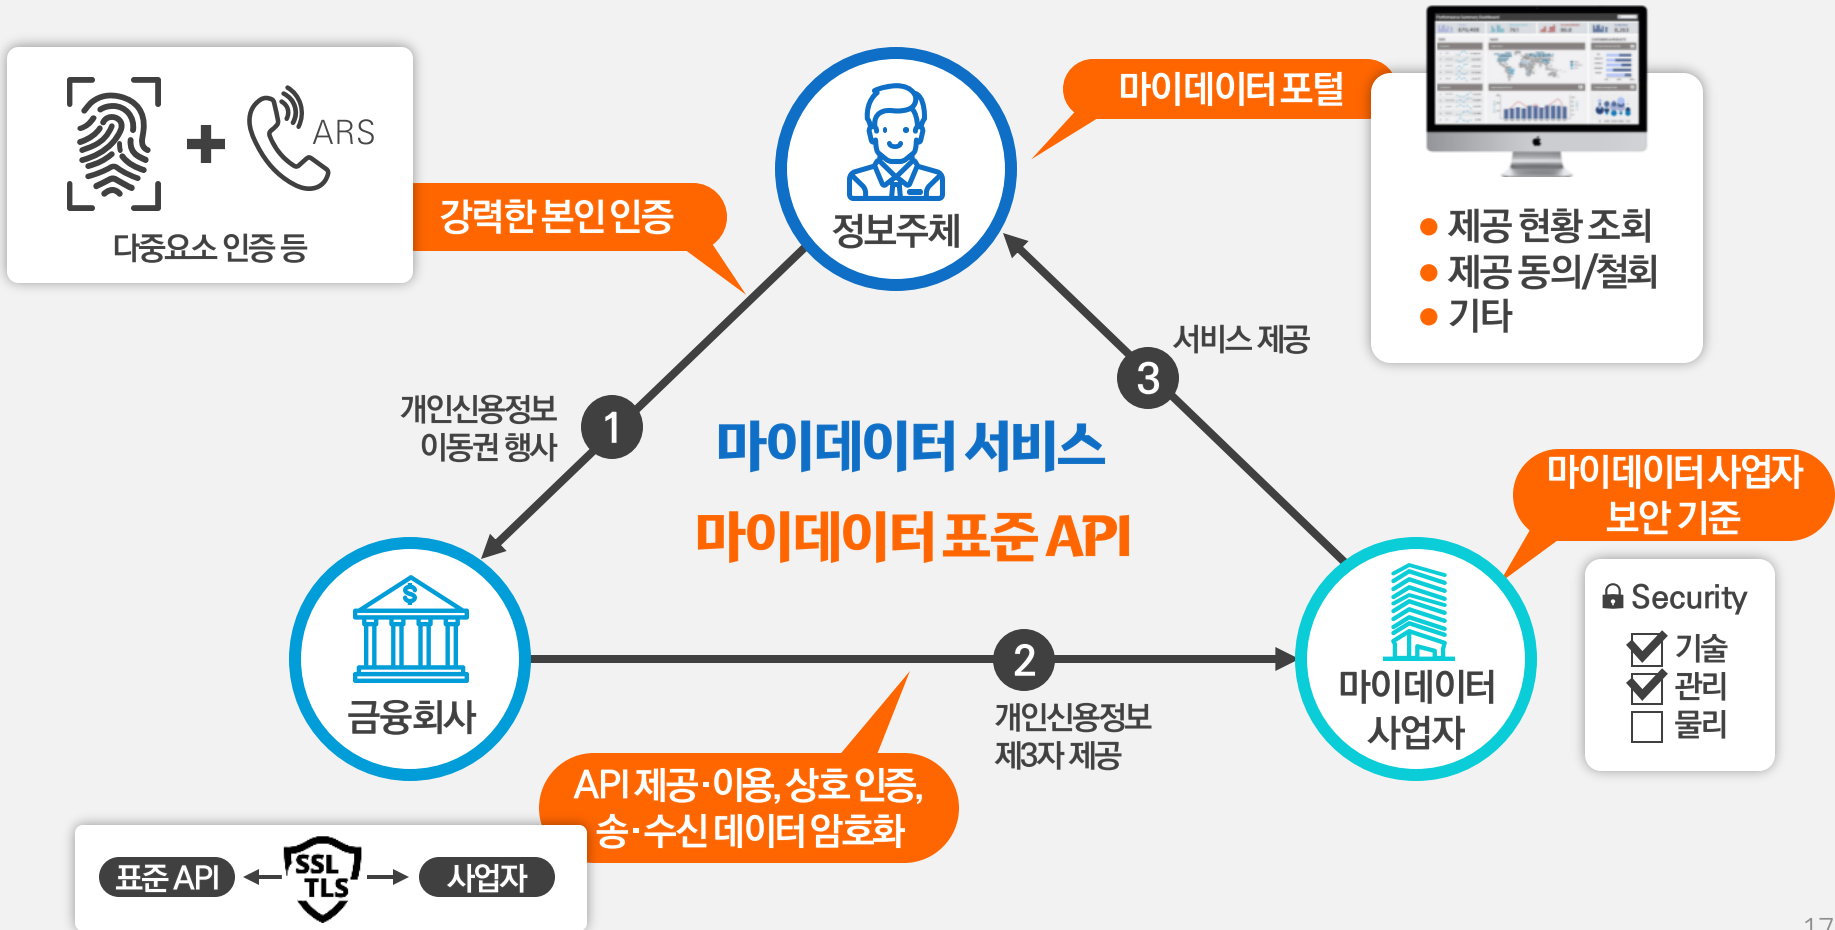 ARS
다중요소 인증 등
강력한 본인 인증
정보주체
마이데이터 포털
제공 현황 조회
제공 동의/철회
기타
서비스 제공
3
개인신용정보
이동권 행사
1
마이데이터 서비스
마이데이터 표준 API
마이데이터 사업자
보안 기준
Security
기술
관리
물리
$
금융회사
2
개인신용정보
제3자 제공
마이데이터
사업자
API 제공·이용, 상호 인증,
송·수신 데이터 암호화
표준 API
SSL
TLS
사업자
17